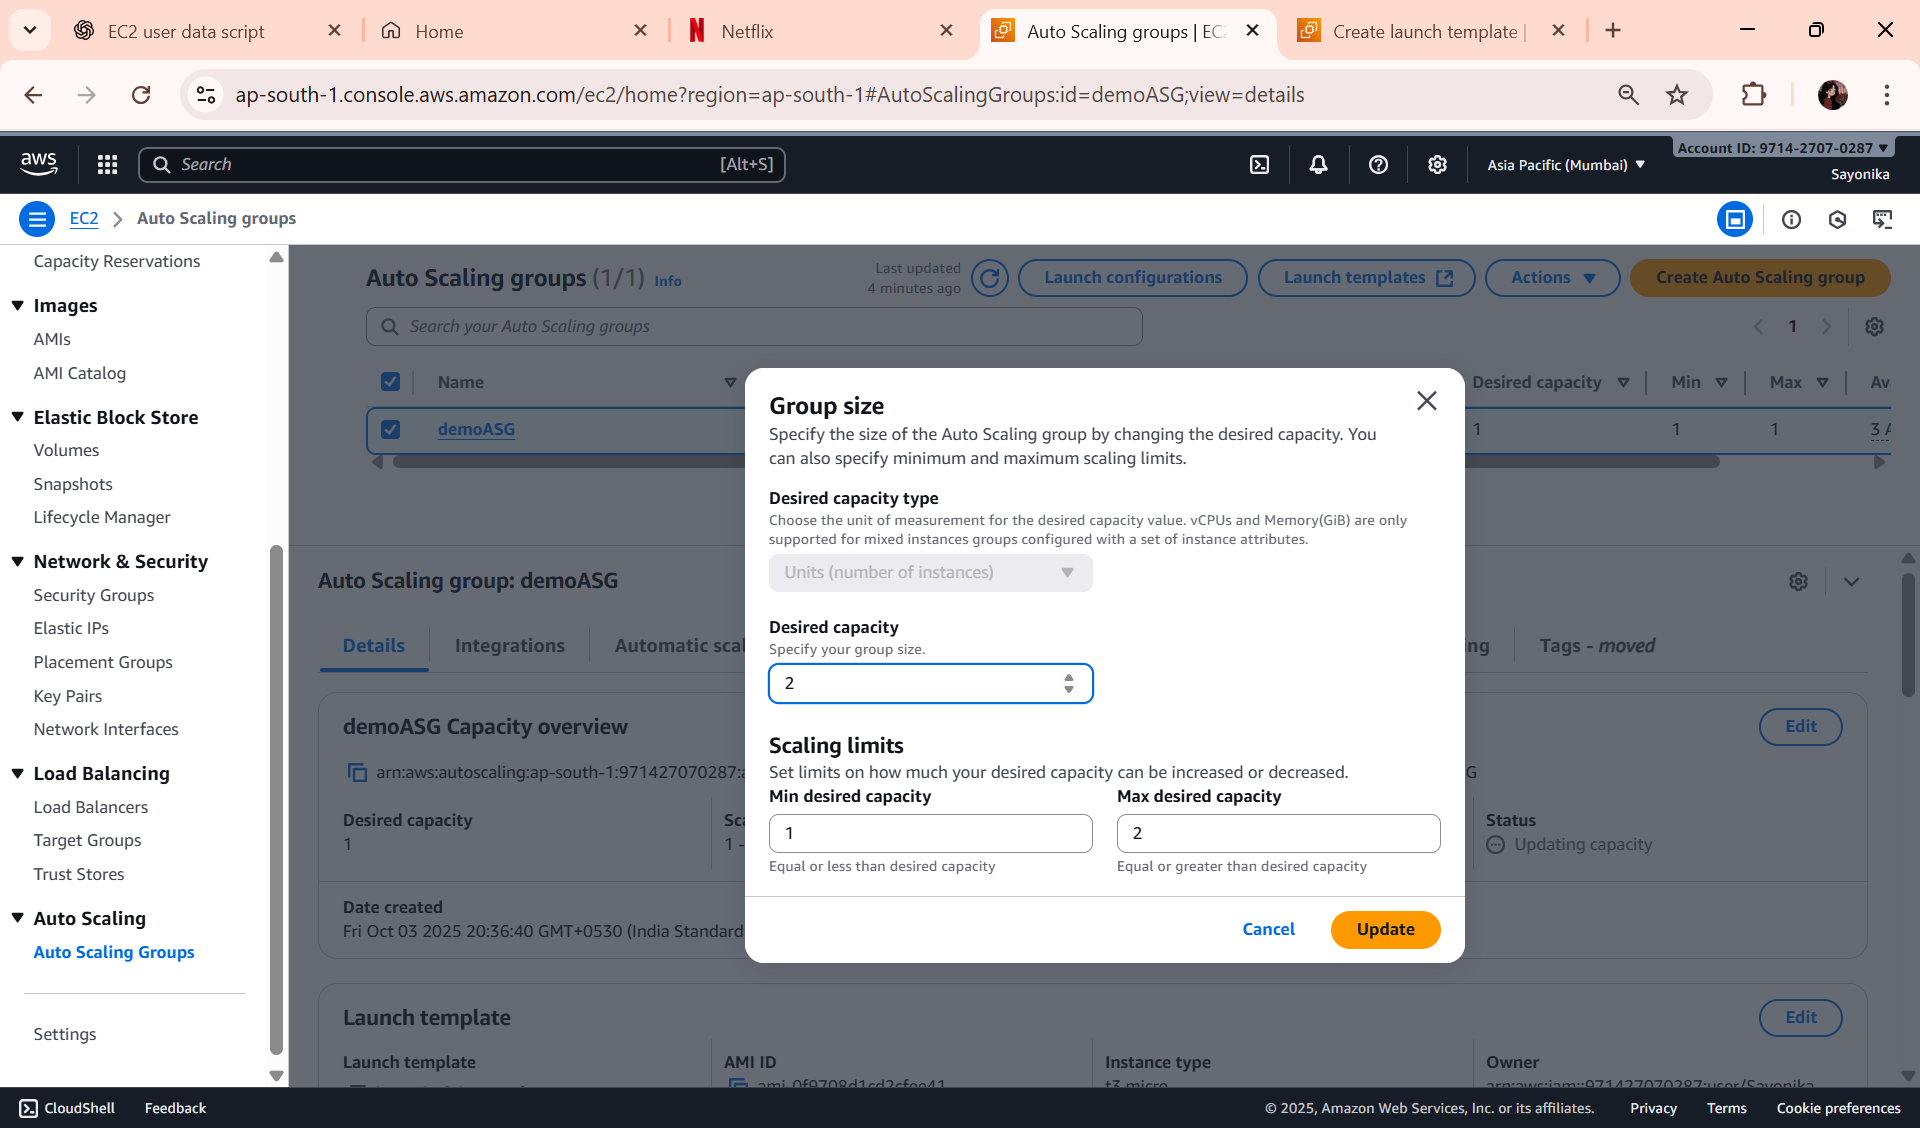 EC2 user data script
Home
Netflix
Auto Scaling groups | EC
Create launch template |
ap-south-1.console.aws.amazon.com/ec2/home?region=ap-south-1#AutoScalingGroups:id=demoASG;view=details
aws
Search
[Alt+S]
Asia Pacific (Mumbai)
Account ID: 9714-2707-0287
Sayonika
EC2
Auto Scaling groups
Capacity Reservations
Images
AMIs
AMI Catalog
Elastic Block Store
Volumes
Snapshots
Lifecycle Manager
Network & Security
Security Groups
Elastic IPs
Placement Groups
Key Pairs
Network Interfaces
Load Balancing
Load Balancers
Target Groups
Trust Stores
Auto Scaling
Auto Scaling Groups
Settings
Auto Scaling groups (1/1) Info
Last updated
4 minutes ago
Launch configurations
Launch templates
Actions
Create Auto Scaling group
Search your Auto Scaling groups
1
Name
Desired capacity
Min
Max
Av
demoASG
1
1
1
3 A
Auto Scaling group: demoASG
Details
Integrations
Automatic scal
ng
Tags - moved
demoASG Capacity overview
Edit
arn:aws:autoscaling:ap-south-1:971427070287:a
G
Desired capacity
1
Sca
1 -
Status
Updating capacity
Date created
Fri Oct 03 2025 20:36:40 GMT+0530 (India Standard
Launch template
Edit
Launch template
AMI ID
ami-0f9708d1cd2cfee41
Instance type
t3.micro
Owner
arn:aws:iam::971427070287:user/Sayonika
Group size
Specify the size of the Auto Scaling group by changing the desired capacity. You
can also specify minimum and maximum scaling limits.
Desired capacity type
Choose the unit of measurement for the desired capacity value. vCPUs and Memory(GiB) are only
supported for mixed instances groups configured with a set of instance attributes.
Units (number of instances)
Desired capacity
Specify your group size.
2
Scaling limits
Set limits on how much your desired capacity can be increased or decreased.
Min desired capacity
1
Equal or less than desired capacity
Max desired capacity
2
Equal or greater than desired capacity
Cancel
Update
CloudShell
Feedback
© 2025, Amazon Web Services, Inc. or its affiliates.
Privacy
Terms
Cookie preferences